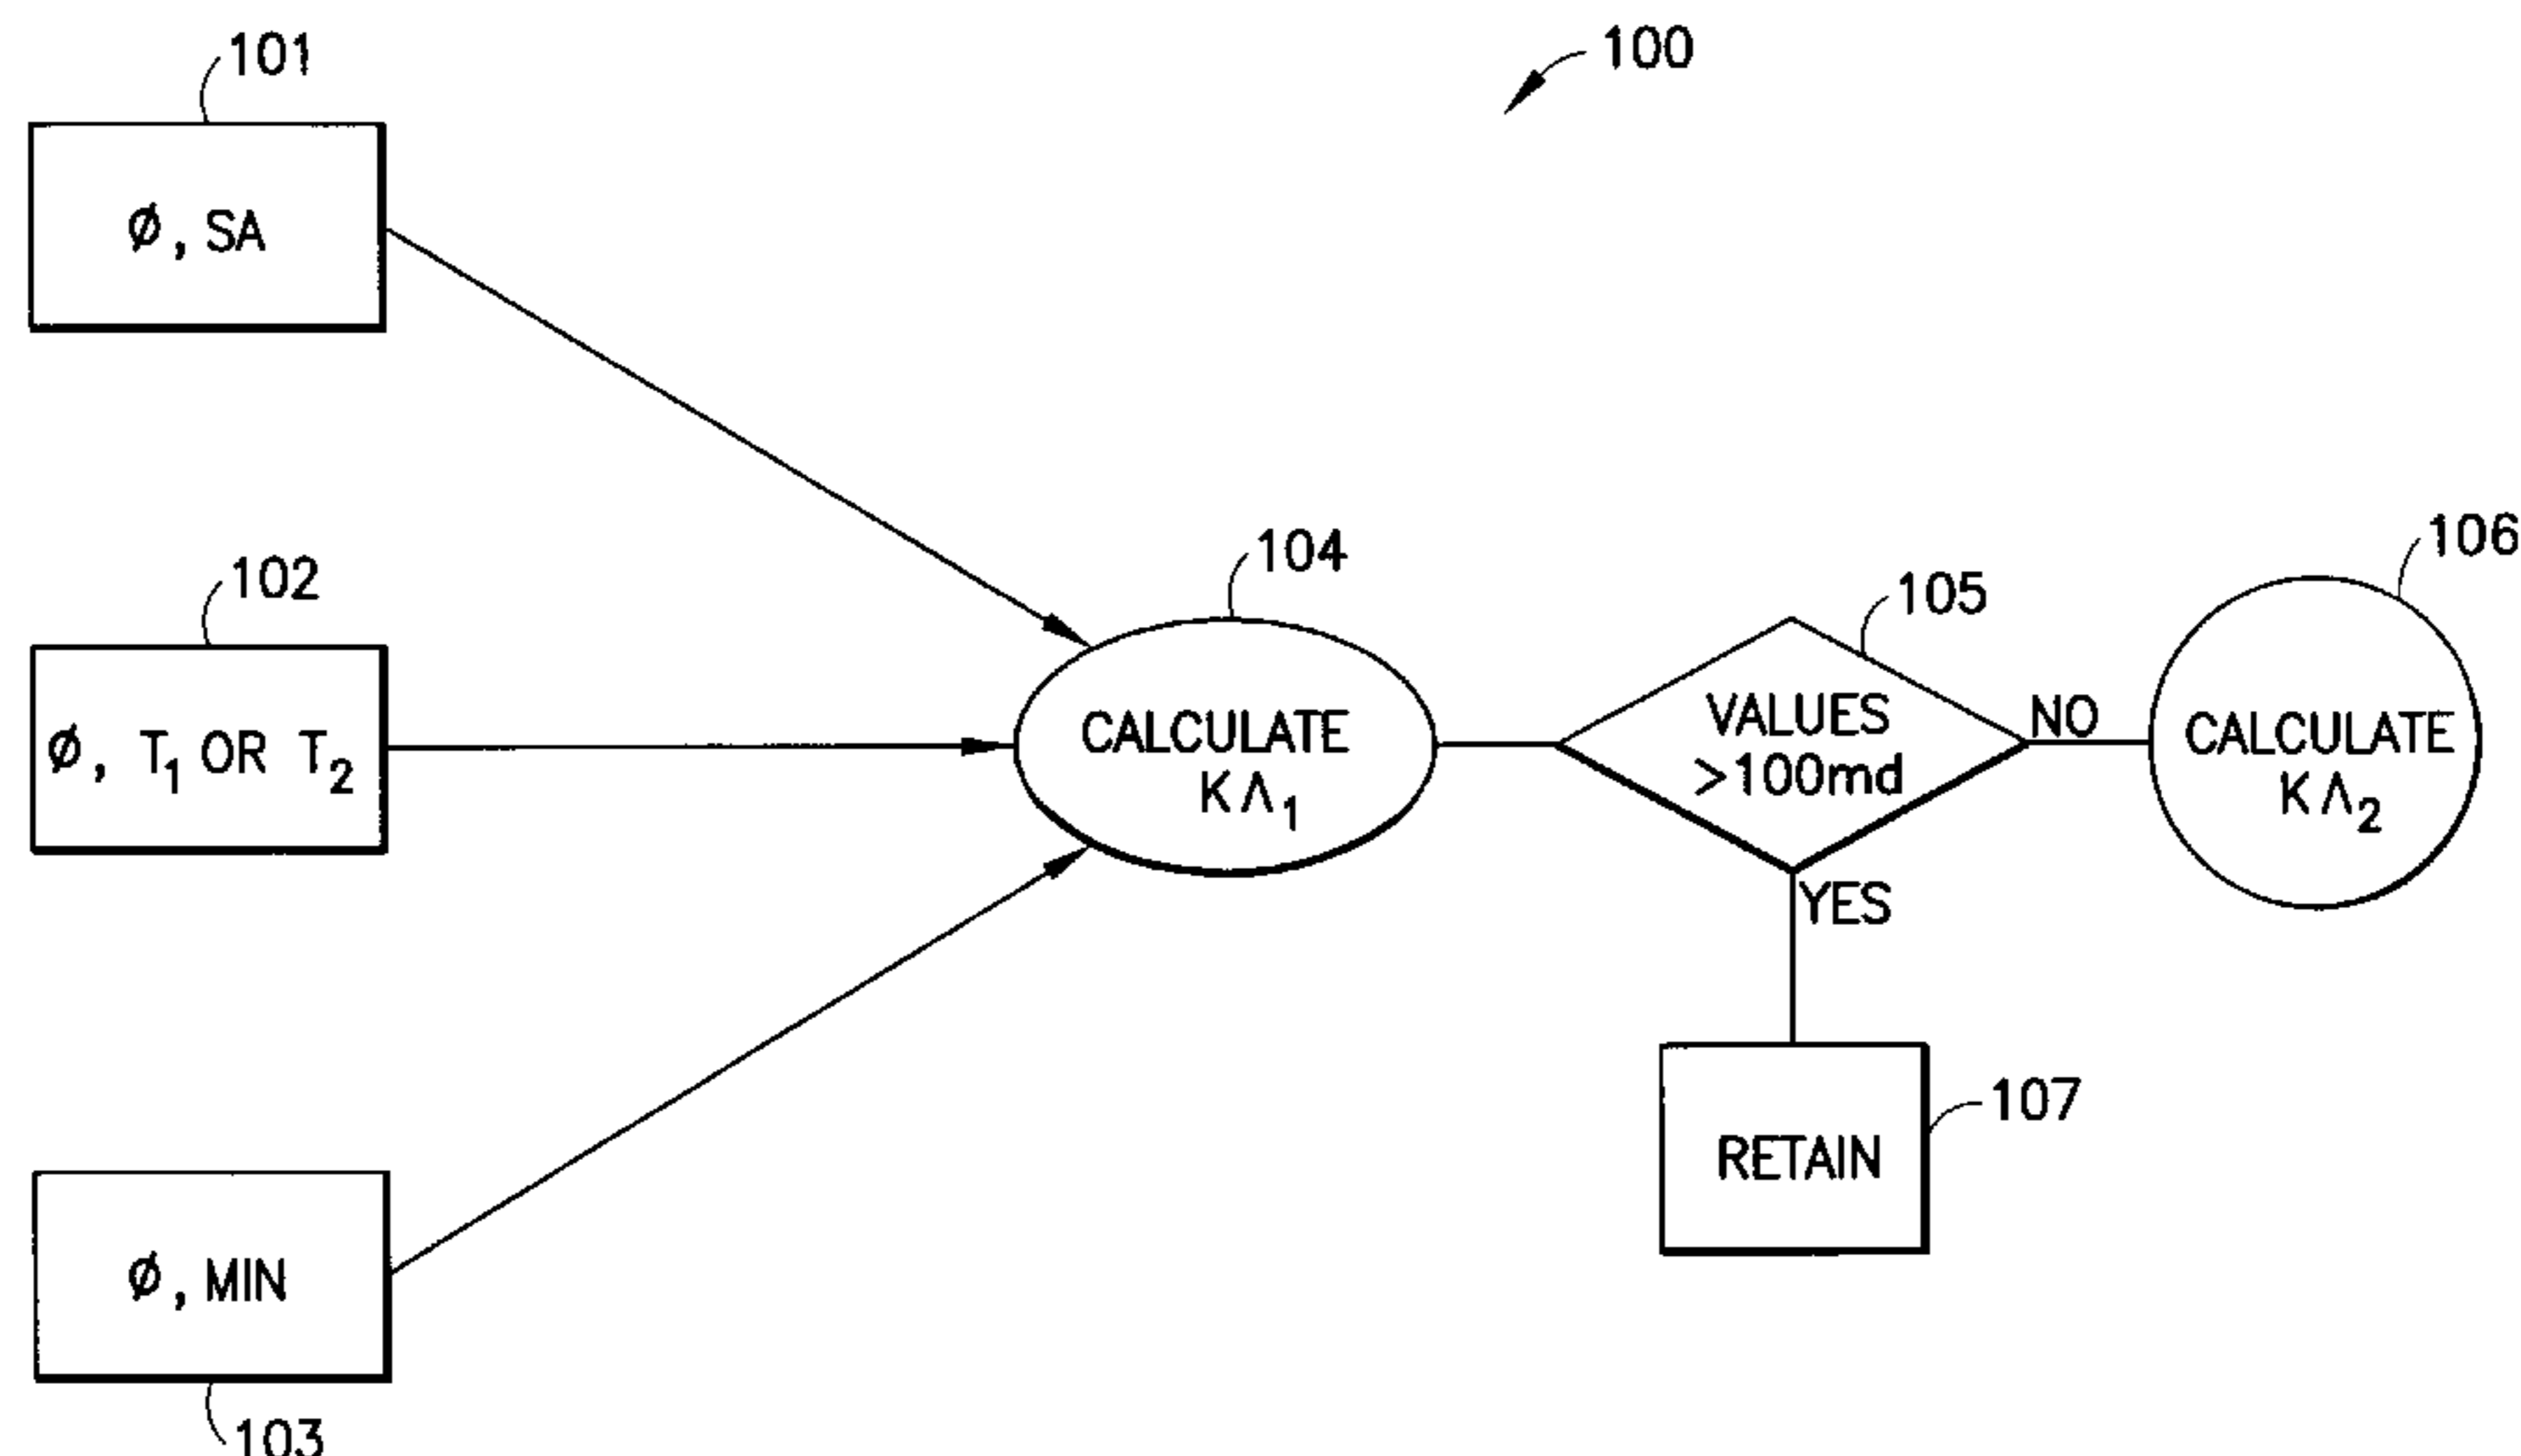 100
101
Ø, SA
102
Ø, T1 OR T2
103
Ø, MIN
104
CALCULATE
KΛ1
105
VALUES
>100md
NO
YES
106
CALCULATE
KΛ2
107
RETAIN